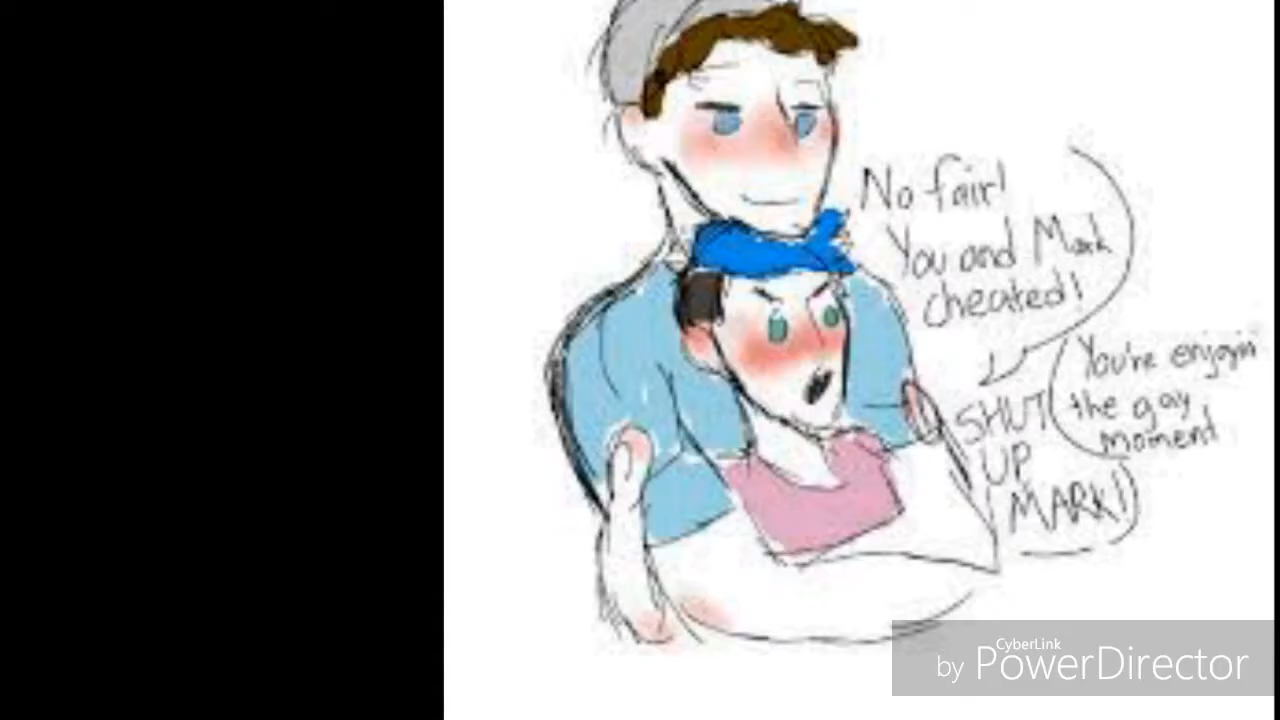 No fair!
You and Mark
cheated!
You're enjoyin'
the gay
moment
SHUT
UP
MARK!
CyberLink
by PowerDirector